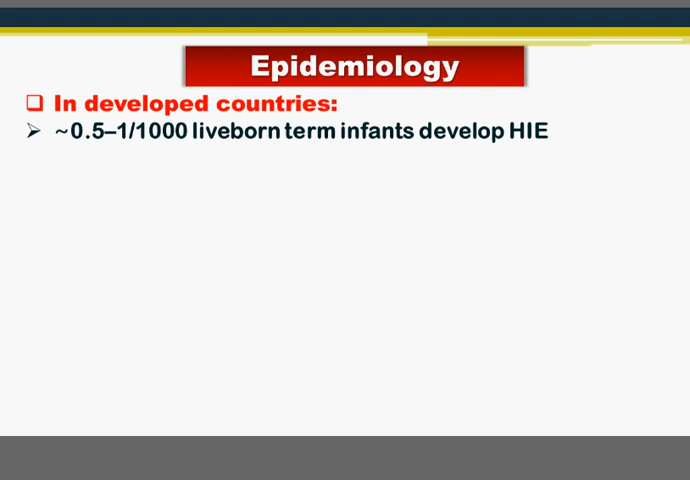 Epidemiology
❑ In developed countries:
➢ ~0.5–1/1000 liveborn term infants develop HIE